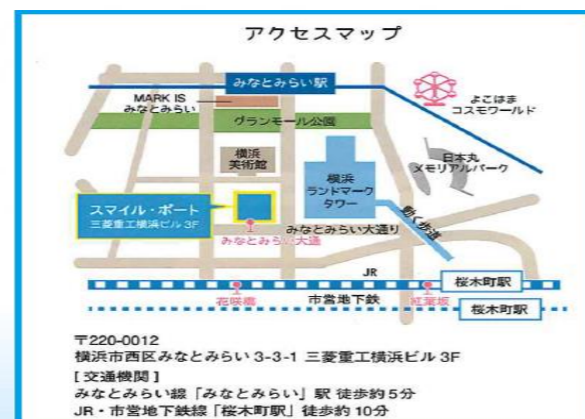 アクセスマップ
みなとみらい駅
MARK IS
みなとみらい
よこはま
コスモワールド
グランモール公園
横浜
美術館
横浜
ランドマーク
タワー
日本丸
メモリアルパーク
スマイル・ポート
三菱重工横浜ビル 3F
動く歩道
みなとみらい大通り
みなとみらい大通
JR
桜木町駅
花咲橋
市営地下鉄
紅葉坂
桜木町駅
〒220-0012
横浜市西区みなとみらい 3-3-1 三菱重工横浜ビル 3F
[ 交通機関 ]
みなとみらい線「みなとみらい」駅 徒歩約5分
JR・市営地下鉄線「桜木町駅」徒歩約 10分